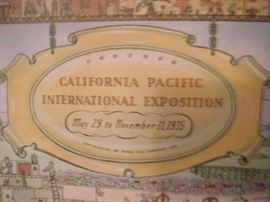 CALIFORNIA PACIFIC
INTERNATIONAL EXPOSITION
May 29 to November 11, 1935